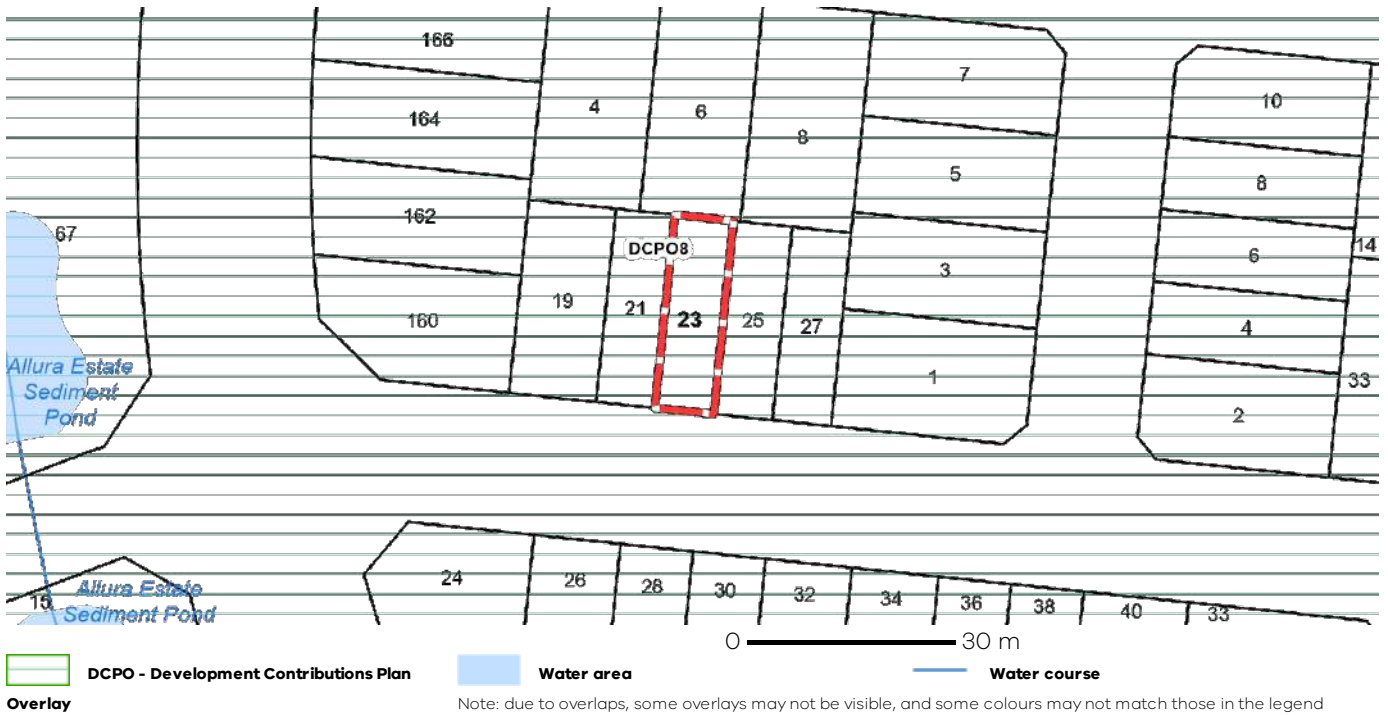 166
7
10
4
6
8
164
5
8
162
67
DCPO8
6
14
3
19
21
23
25
27
160
4
Allura Estate
Sediment
Pond
1
33
2
24
26
28
30
32
34
36
38
40
33
15
Allura Estate
Sediment Pond
0 30 m
DCPO - Development Contributions Plan
Overlay
Water area
Water course
Note: due to overlaps, some overlays may not be visible, and some colours may not match those in the legend